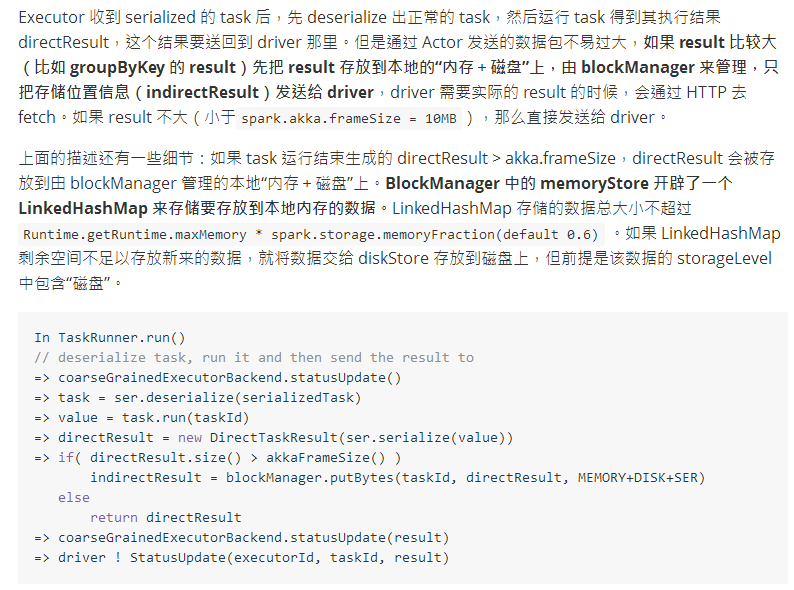 Executor 收到 serialized 的 task 后，先 deserialize 出正常的 task，然后运行 task 得到其执行结果
directResult，这个结果要送回到 driver 那里。但是通过 Actor 发送的数据包不易过大，如果 result 比较大
（比如 groupByKey 的 result）先把 result 存放到本地的“内存＋磁盘”上，由 blockManager 来管理，只
把存储位置信息（indirectResult）发送给 driver，driver 需要实际的 result 的时候，会通过 HTTP 去
fetch。如果 result 不大（小于 spark.akka.frameSize = 10MB ），那么直接发送给 driver。
上面的描述还有一些细节：如果 task 运行结束生成的 directResult > akka.frameSize，directResult 会被存
放到由 blockManager 管理的本地“内存＋磁盘”上。BlockManager 中的 memoryStore 开辟了一个
LinkedHashMap 来存储要存放到本地内存的数据。LinkedHashMap 存储的数据总大小不超过
Runtime.getRuntime.maxMemory * spark.storage.memoryFraction(default 0.6) 。如果 LinkedHashMap
剩余空间不足以存放新来的数据，就将数据交给 diskStore 存放到磁盘上，但前提是该数据的 storageLevel
中包含“磁盘”。
In TaskRunner.run()
// deserialize task, run it and then send the result to
=> coarseGrainedExecutorBackend.statusUpdate()
=> task = ser.deserialize(serializedTask)
=> value = task.run(taskId)
=> directResult = new DirectTaskResult(ser.serialize(value))
=> if( directResult.size() > akkaFrameSize() )
indirectResult = blockManager.putBytes(taskId, directResult, MEMORY+DISK+SER)
else
return directResult
=> coarseGrainedExecutorBackend.statusUpdate(result)
=> driver ! StatusUpdate(executorId, taskId, result)